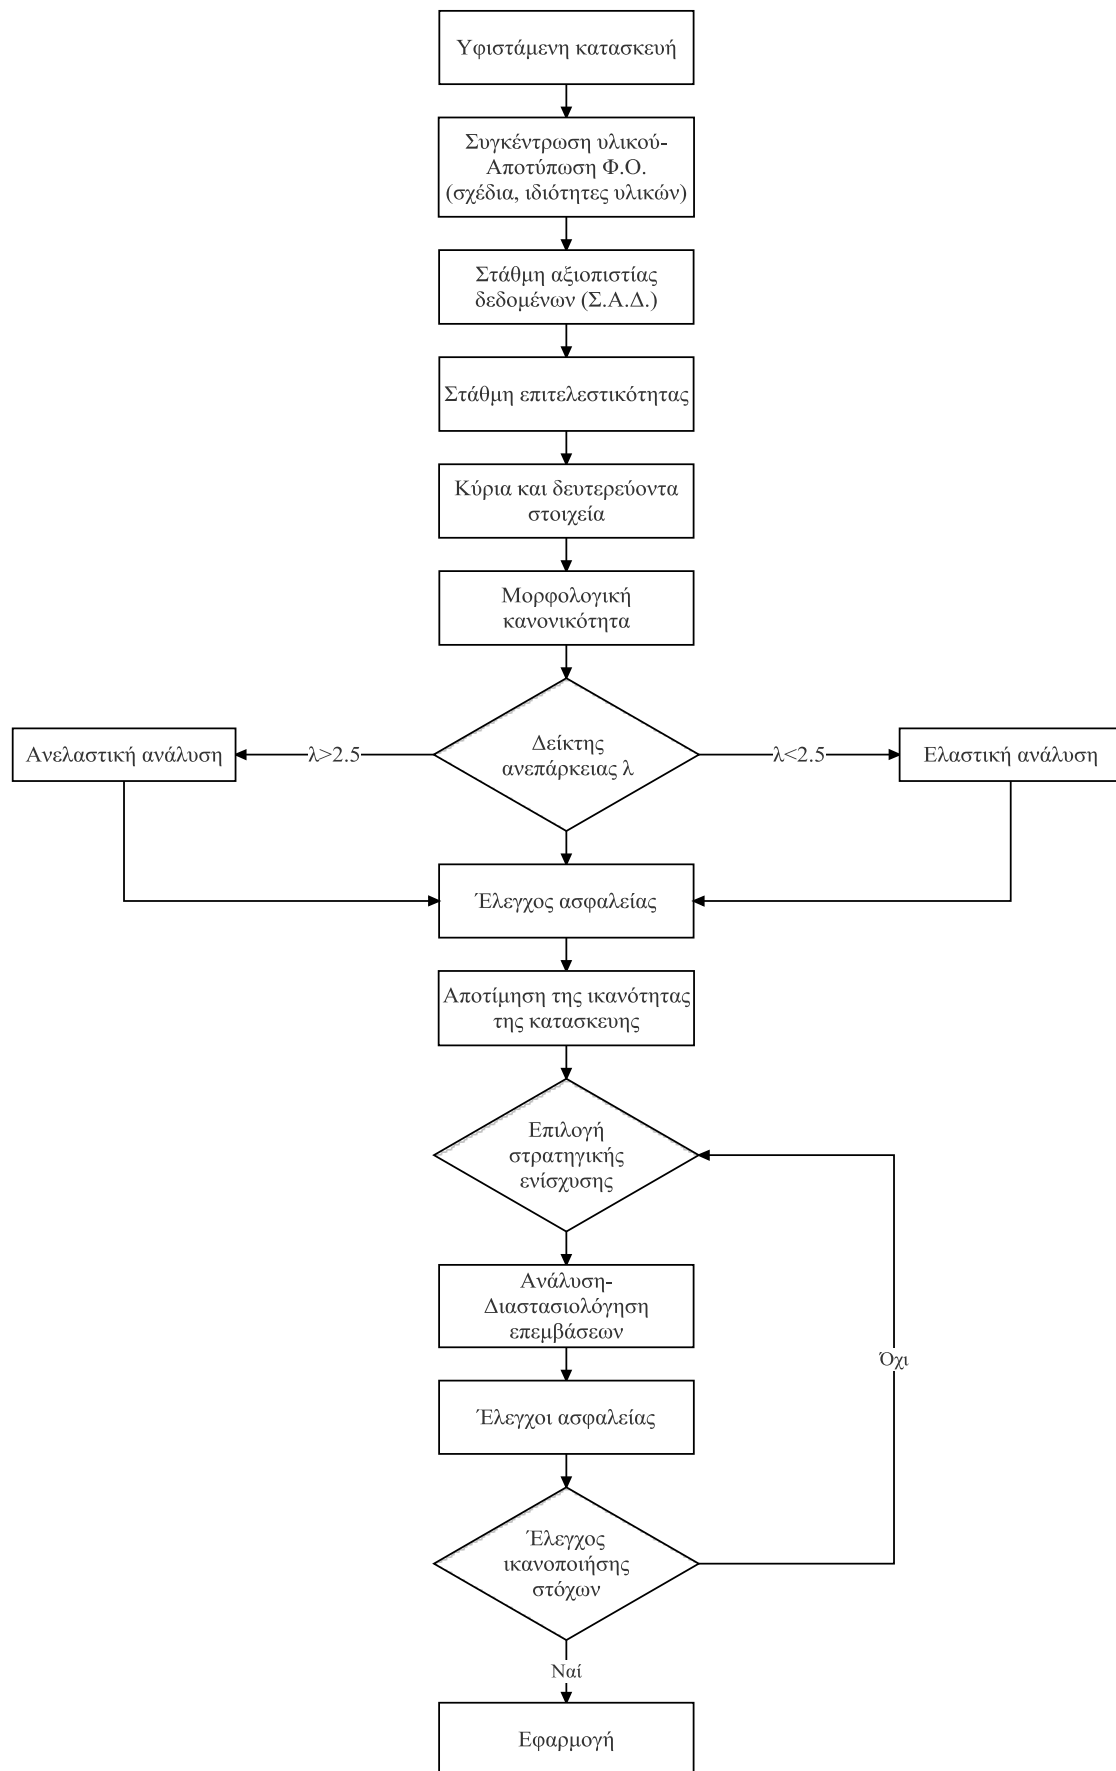 Υφιστάμενη κατασκευή
Συγκέντρωση υλικού-
Αποτύπωση Φ.Ο.
(σχέδια, ιδιότητες υλικών)
Στάθμη αξιοπιστίας
δεδομένων (Σ.Α.Δ.)
Στάθμη επιτελεστικότητας
Κύρια και δευτερεύοντα
στοιχεία
Μορφολογική
κανονικότητα
Ανελαστική ανάλυση
λ>2.5
Δείκτης
ανεπάρκειας λ
λ<2.5
Ελαστική ανάλυση
Έλεγχος ασφαλείας
Αποτίμηση της ικανότητας
της κατασκευης
Επιλογή
στρατηγικής
ενίσχυσης
Ανάλυση-
Διαστασιολόγηση
επεμβάσεων
Όχι
Έλεγχοι ασφαλείας
Έλεγχος
ικανοποιήσης
στόχων
Ναί
Εφαρμογή